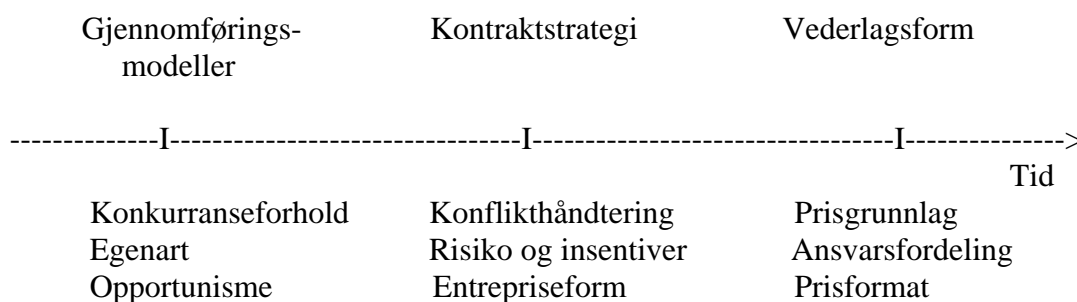 Gjennomførings- Kontraktstrategi Vederlagsform
modeller
--------------I---------------------------------I----------------------------------I--------------->
Tid
Konkurranseforhold Konflikthåndtering Prisgrunnlag
Egenart Risiko og insentiver Ansvarsfordeling
Opportunisme Entrepriseform Prisformat